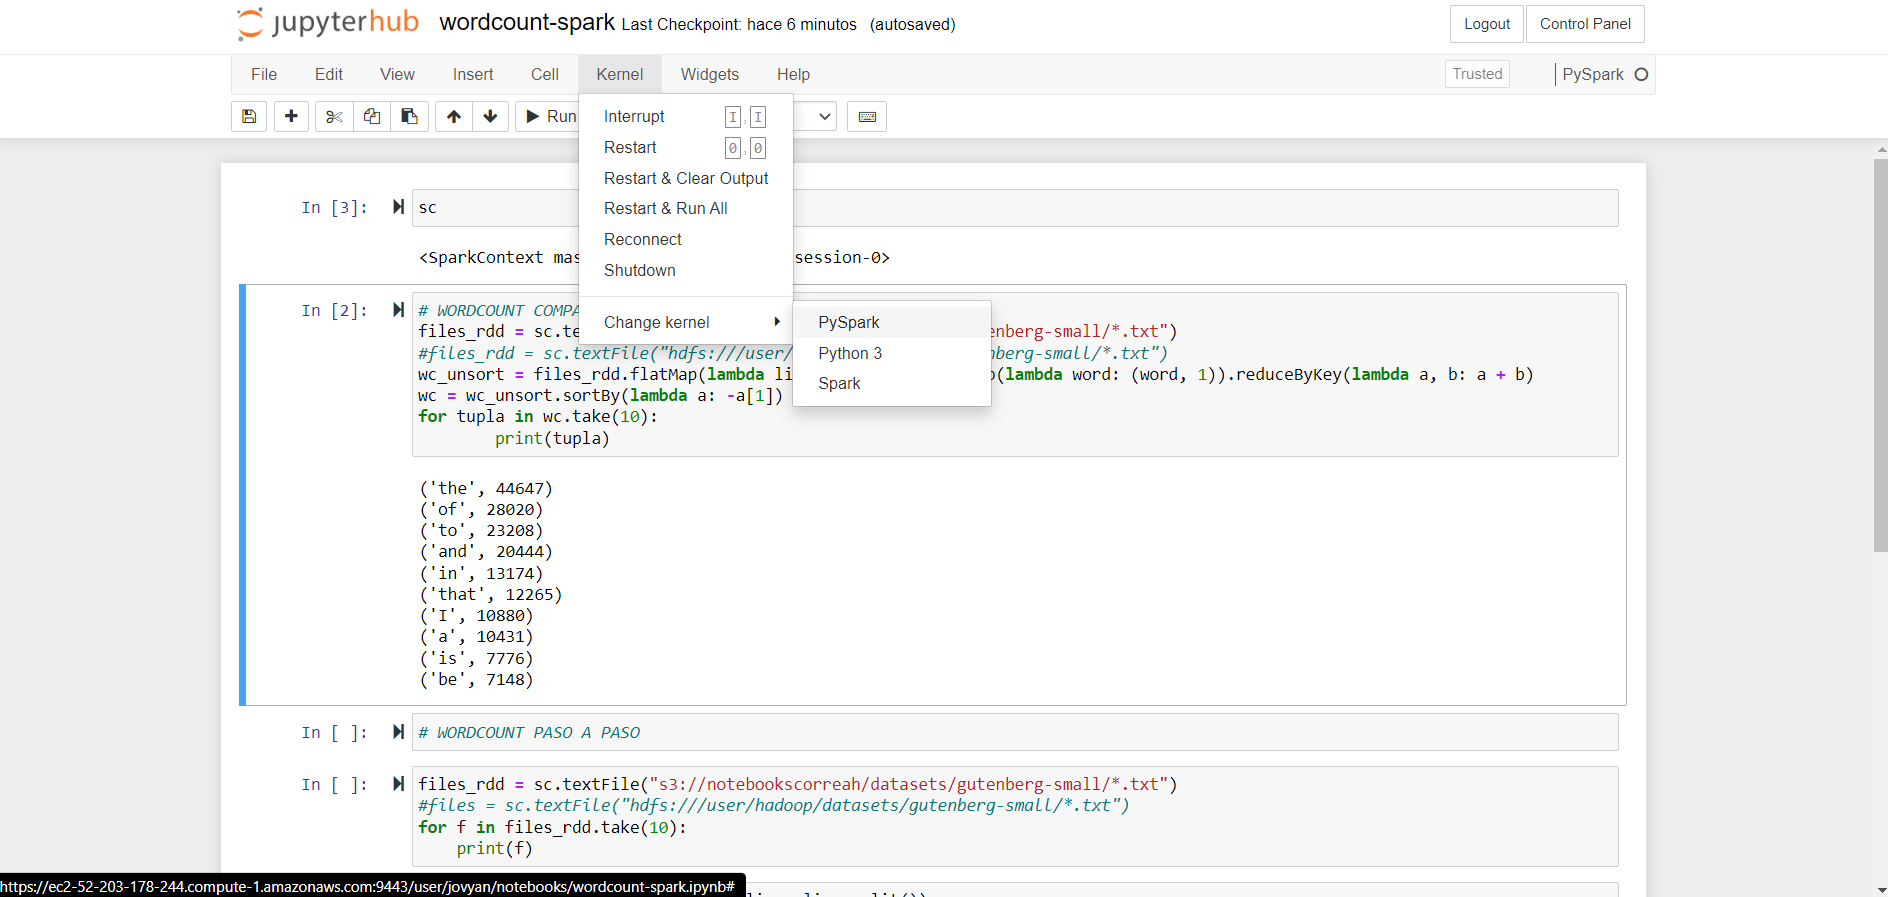 jupyterhub wordcount-spark Last Checkpoint: hace 6 minutos (autosaved)
Logout Control Panel
File Edit View Insert Cell Kernel Widgets Help
Trusted PySpark
Run
Interrupt I,I
Restart 0,0
Restart & Clear Output
Restart & Run All
Reconnect
Shutdown
Change kernel
PySpark
Python 3
Spark
In [3]: sc
<SparkContext mas session-0>
In [2]: # WORDCOUNT COMPA
files_rdd = sc.te enberg-small/*.txt")
#files_rdd = sc.textFile("hdfs:///user/ nberg-small/*.txt")
wc_unsort = files_rdd.flatMap(lambda li (lambda word: (word, 1)).reduceByKey(lambda a, b: a + b)
wc = wc_unsort.sortBy(lambda a: -a[1])
for tupla in wc.take(10):
print(tupla)
('the', 44647)
('of', 28020)
('to', 23208)
('and', 20444)
('in', 13174)
('that', 12265)
('I', 10880)
('a', 10431)
('is', 7776)
('be', 7148)
In [ ]: # WORDCOUNT PASO A PASO
In [ ]: files_rdd = sc.textFile("s3://notebookscorreah/datasets/gutenberg-small/*.txt")
#files = sc.textFile("hdfs:///user/hadoop/datasets/gutenberg-small/*.txt")
for f in files_rdd.take(10):
print(f)
https://ec2-52-203-178-244.compute-1.amazonaws.com:9443/user/jovyan/notebooks/wordcount-spark.ipynb#